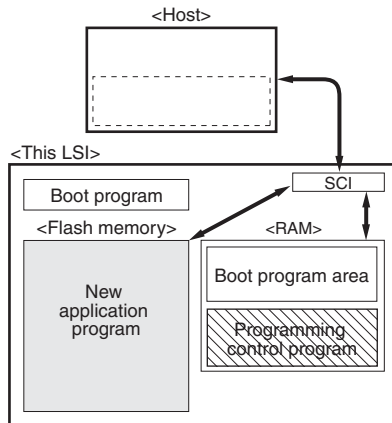 <Host>
<This LSI>
SCI
Boot program
<Flash memory>
<RAM>
New
application
program
Boot program area
Programming
control program